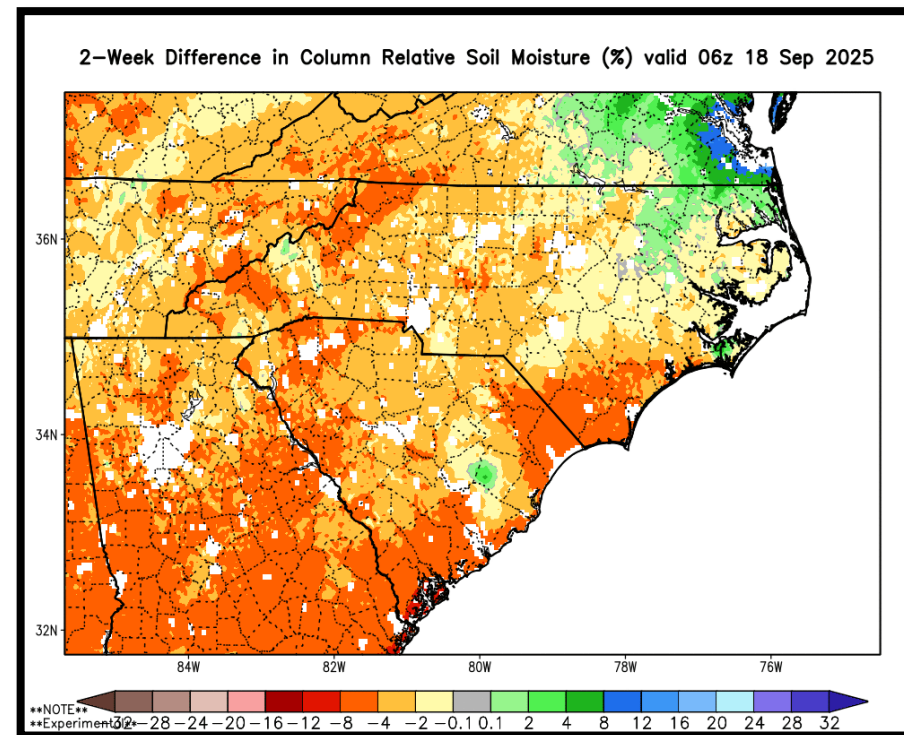 2-Week Difference in Column Relative Soil Moisture (%) valid 06z 18 Sep 2025
36N
34N
32N
84W 82W 80W 78W 76W
**NOTE**
**Experimental** -32 -28 -24 -20 -16 -12 -8 -4 -2 -0.1 0.1 2 4 8 12 16 20 24 28 32